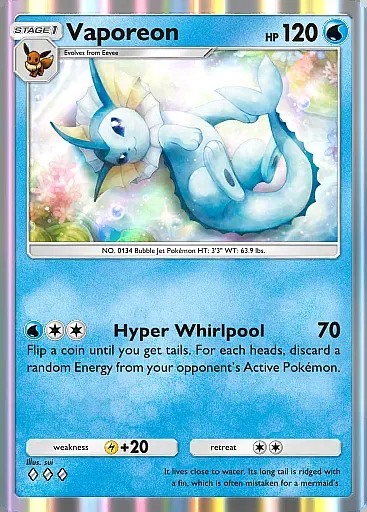 STAGE 1 Vaporeon HP 120
Evolves from Eevee
NO. 0134 Bubble Jet Pokémon HT: 3'3" WT: 63.9 lbs.
Hyper Whirlpool 70
Flip a coin until you get tails. For each heads, discard a
random Energy from your opponent's Active Pokémon.
weakness +20 retreat
Illus. sui
It lives close to water. Its long tail is ridged with
a fin, which is often mistaken for a mermaid's.